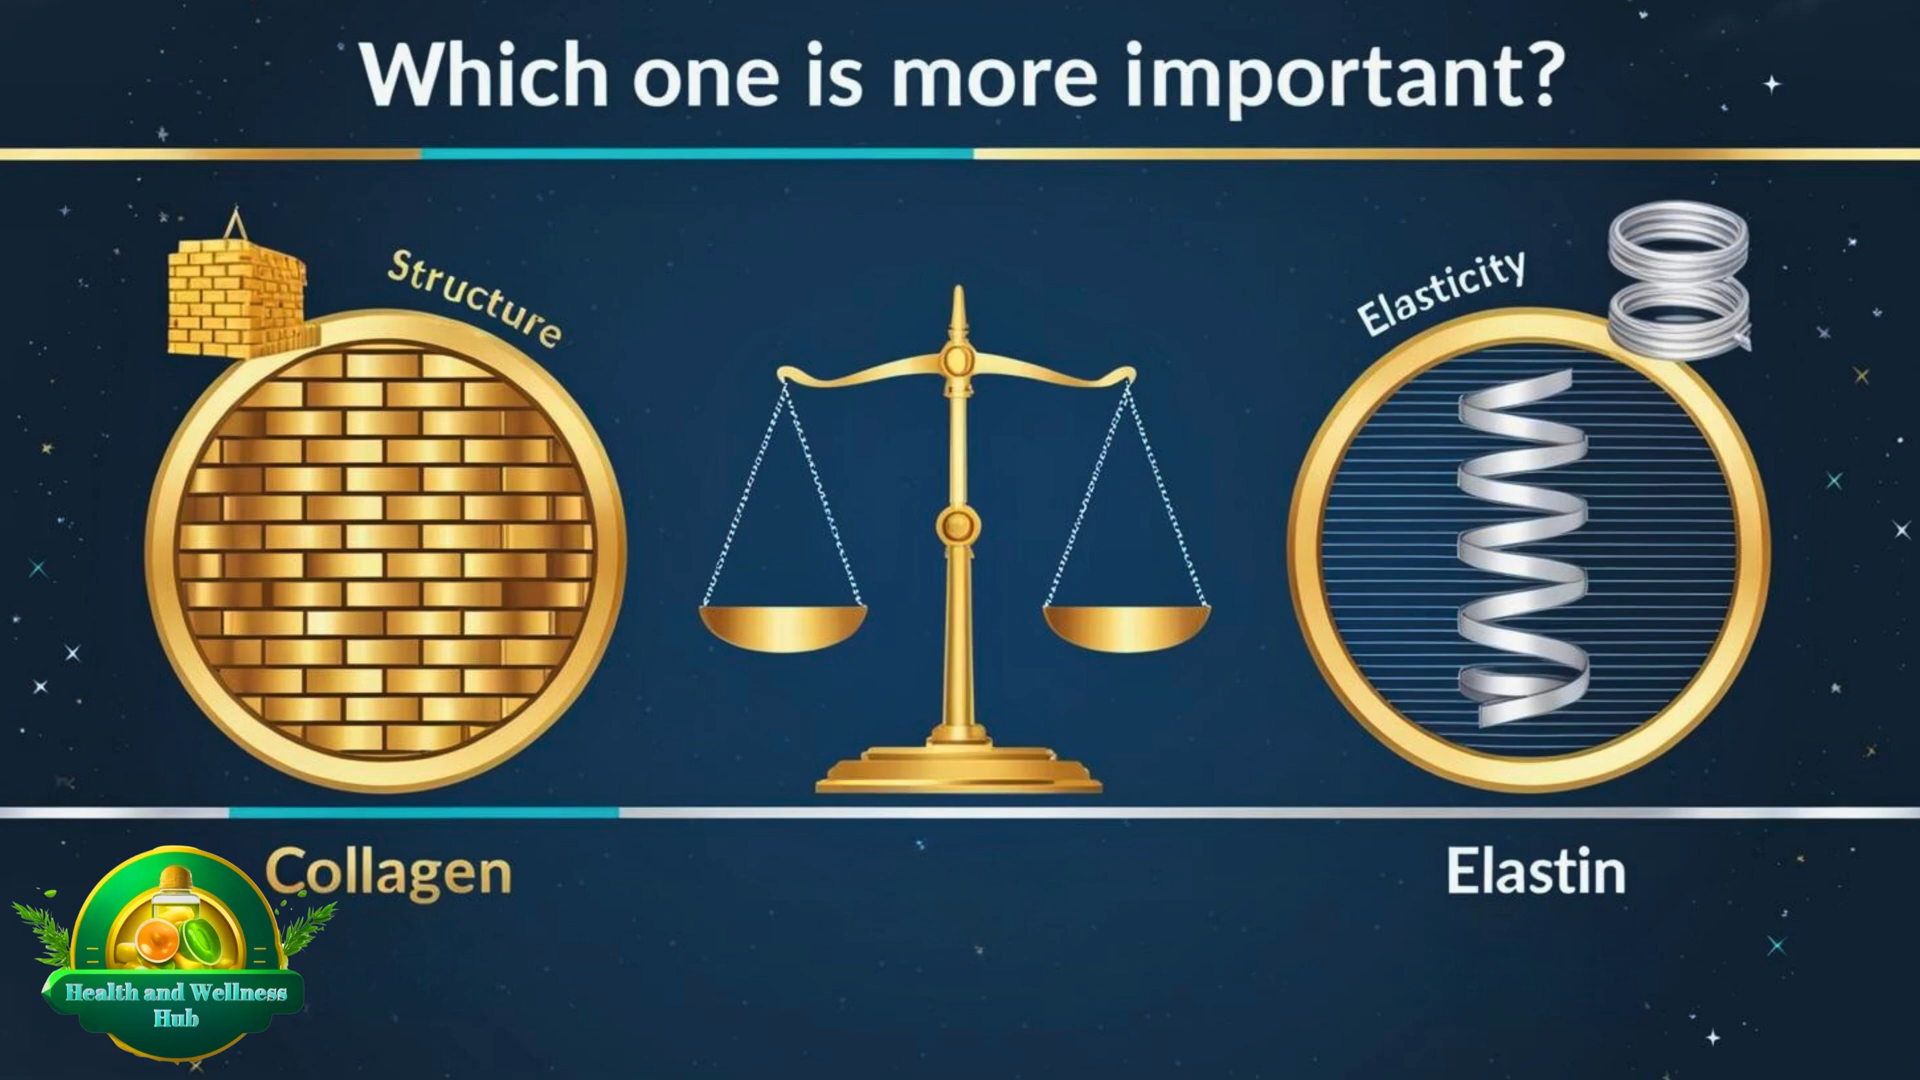 Which one is more important?
Structure
Elasticity
Collagen
Elastin
Health and Wellness
Hub